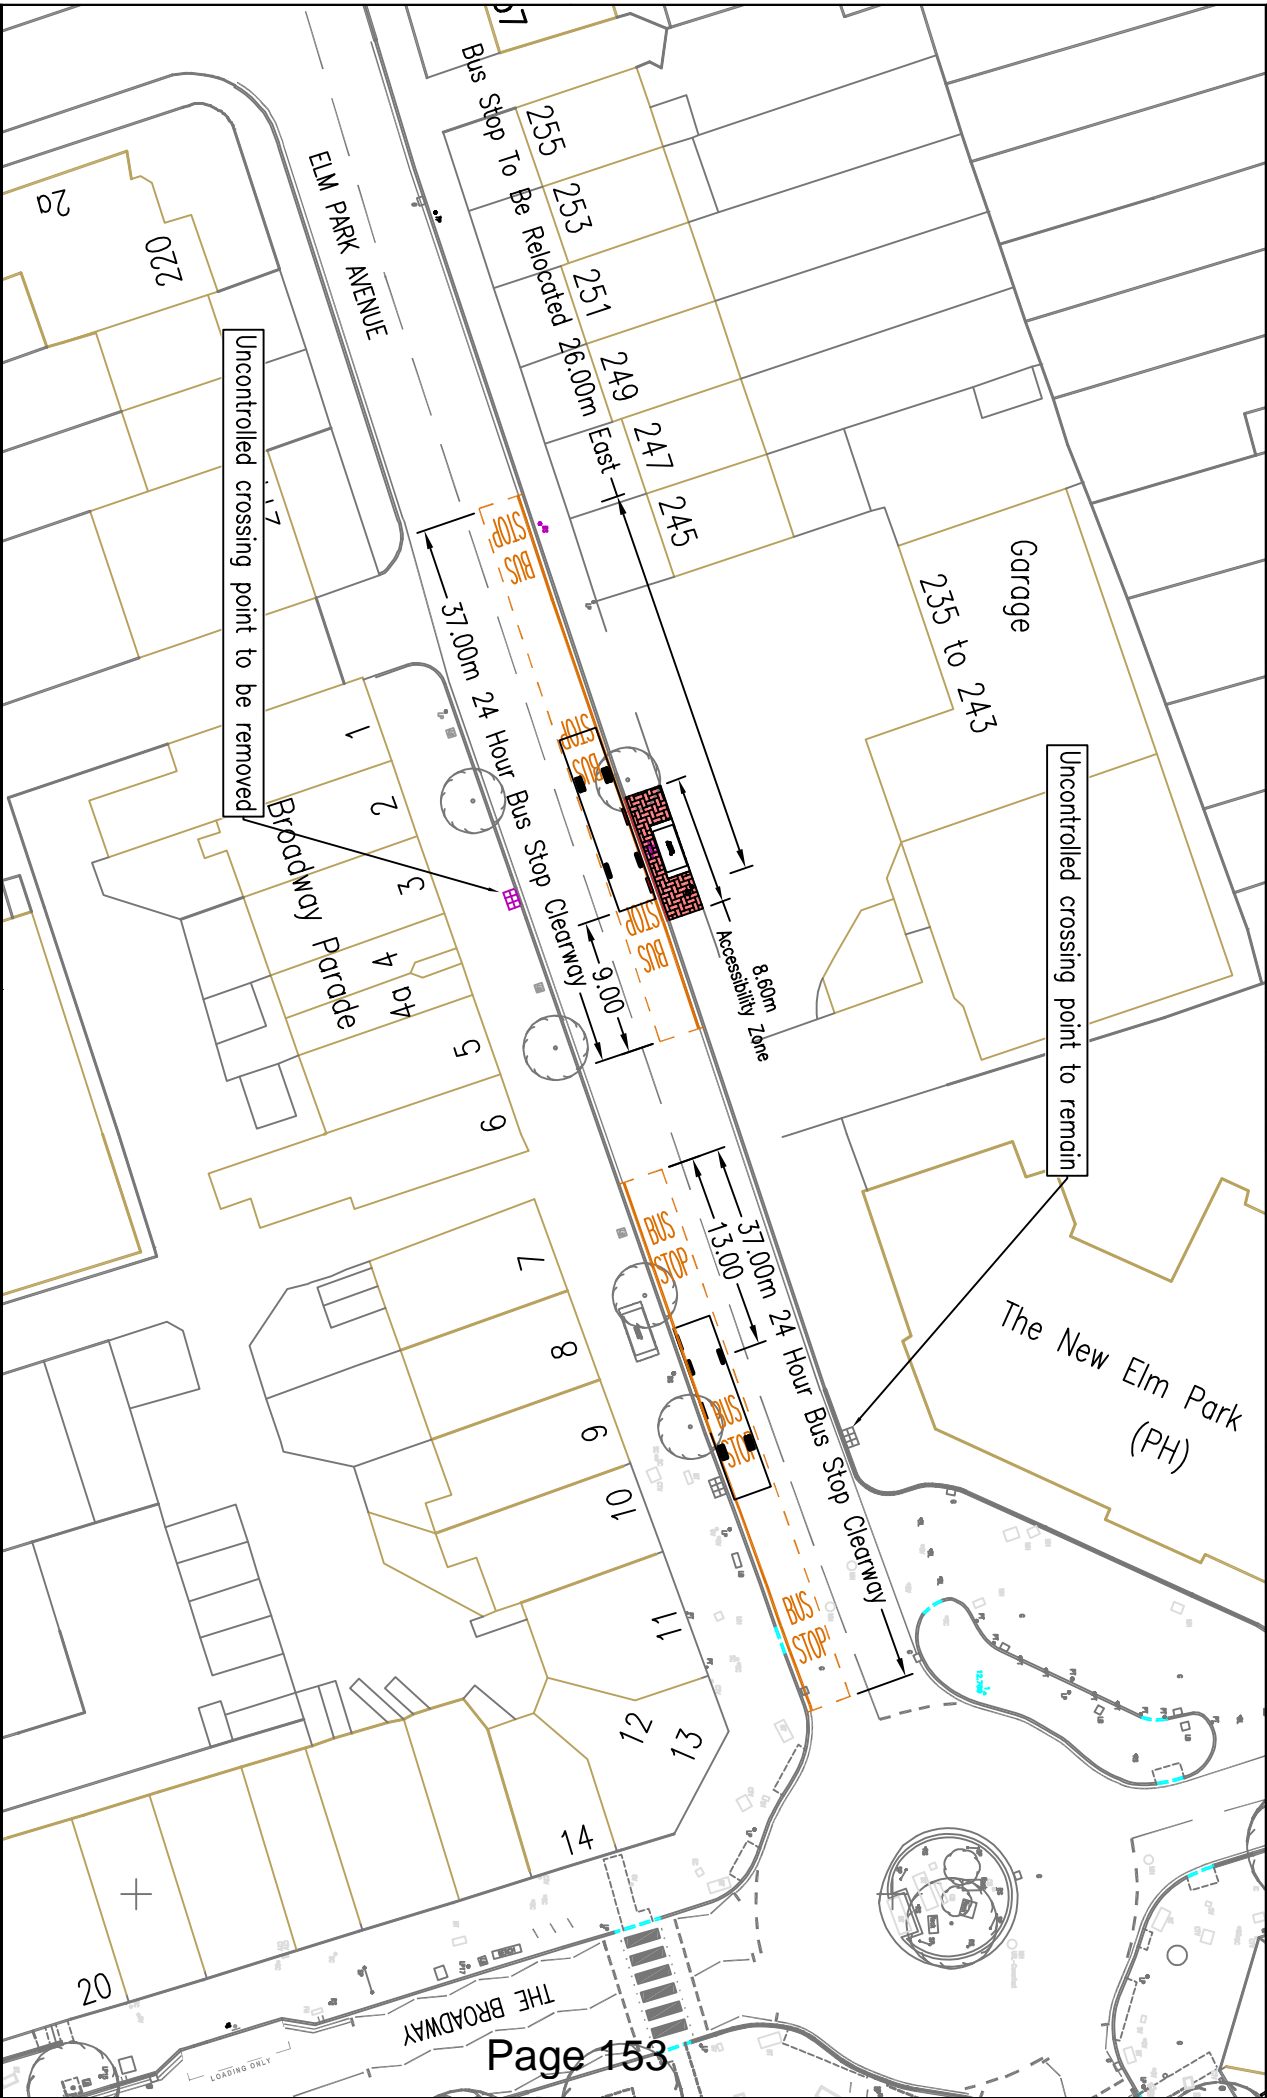 57
Bus Stop To Be Relocated 26.00m East
255
253
251
249
247
245
ELM PARK AVENUE
2a
220
Uncontrolled crossing point to be removed
Garage
235 to 243
Uncontrolled crossing point to remain
STOP
BUS
37.00m 24 Hour Bus Stop Clearway
STOP
BUS
STOP
BUS
9.00
8.60m
Accessibility Zone
1
2
3
4
4a
5
6
Broadway Parade
BUS
STOP
13.00
37.00m 24 Hour Bus Stop Clearway
BUS
STOP
BUS
STOP
The New Elm Park
(PH)
7
8
9
10
11
12
13
14
20
THE BROADWAY
LOADING ONLY
Page 153